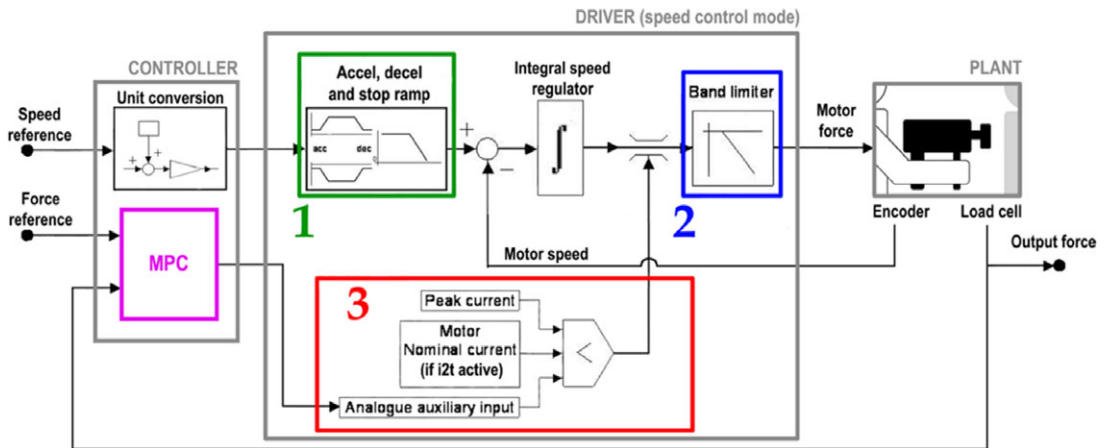 DRIVER (speed control mode)
CONTROLLER
PLANT
Unit conversion
Accel, decel
and stop ramp
Integral speed
regulator
Band limiter
Speed
reference
acc
dec
0
+
+
+
−
Motor
force
Force
reference
1
2
MPC
Motor speed
Encoder
Load cell
Output force
3
Peak current
Motor
Nominal current
(if i2t active)
<
Analogue auxiliary input